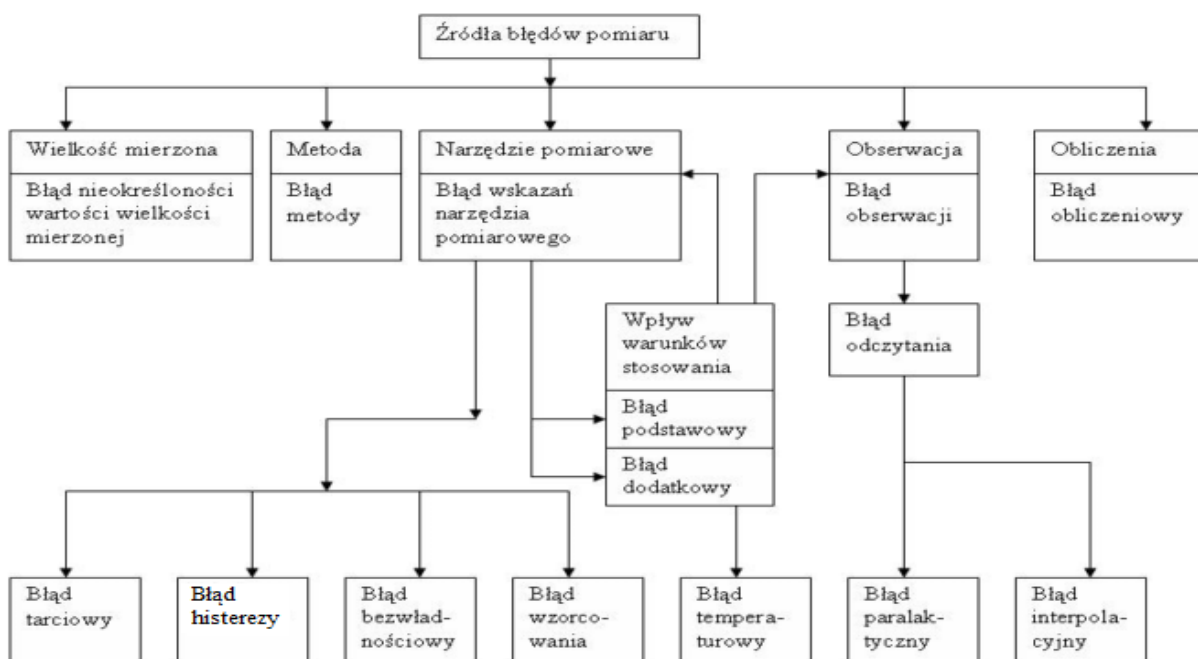 Źródła błędów pomiaru
Wielkość mierzona
Błąd nieokreśloności
wartości wielkości
mierzonej
Metoda
Błąd
metody
Narzędzie pomiarowe
Błąd wskazań
narzędzia
pomiarowego
Obserwacja
Błąd
obserwacji
Obliczenia
Błąd
obliczeniowy
Wpływ
warunków
stosowania
Błąd
podstawowy
Błąd
dodatkowy
Błąd
odczytania
Błąd
tarciowy
Błąd
histerezy
Błąd
bezwład-
nościowy
Błąd
wzorco-
wania
Błąd
tempera-
turowy
Błąd
paralak-
tyczny
Błąd
interpola-
cyjny